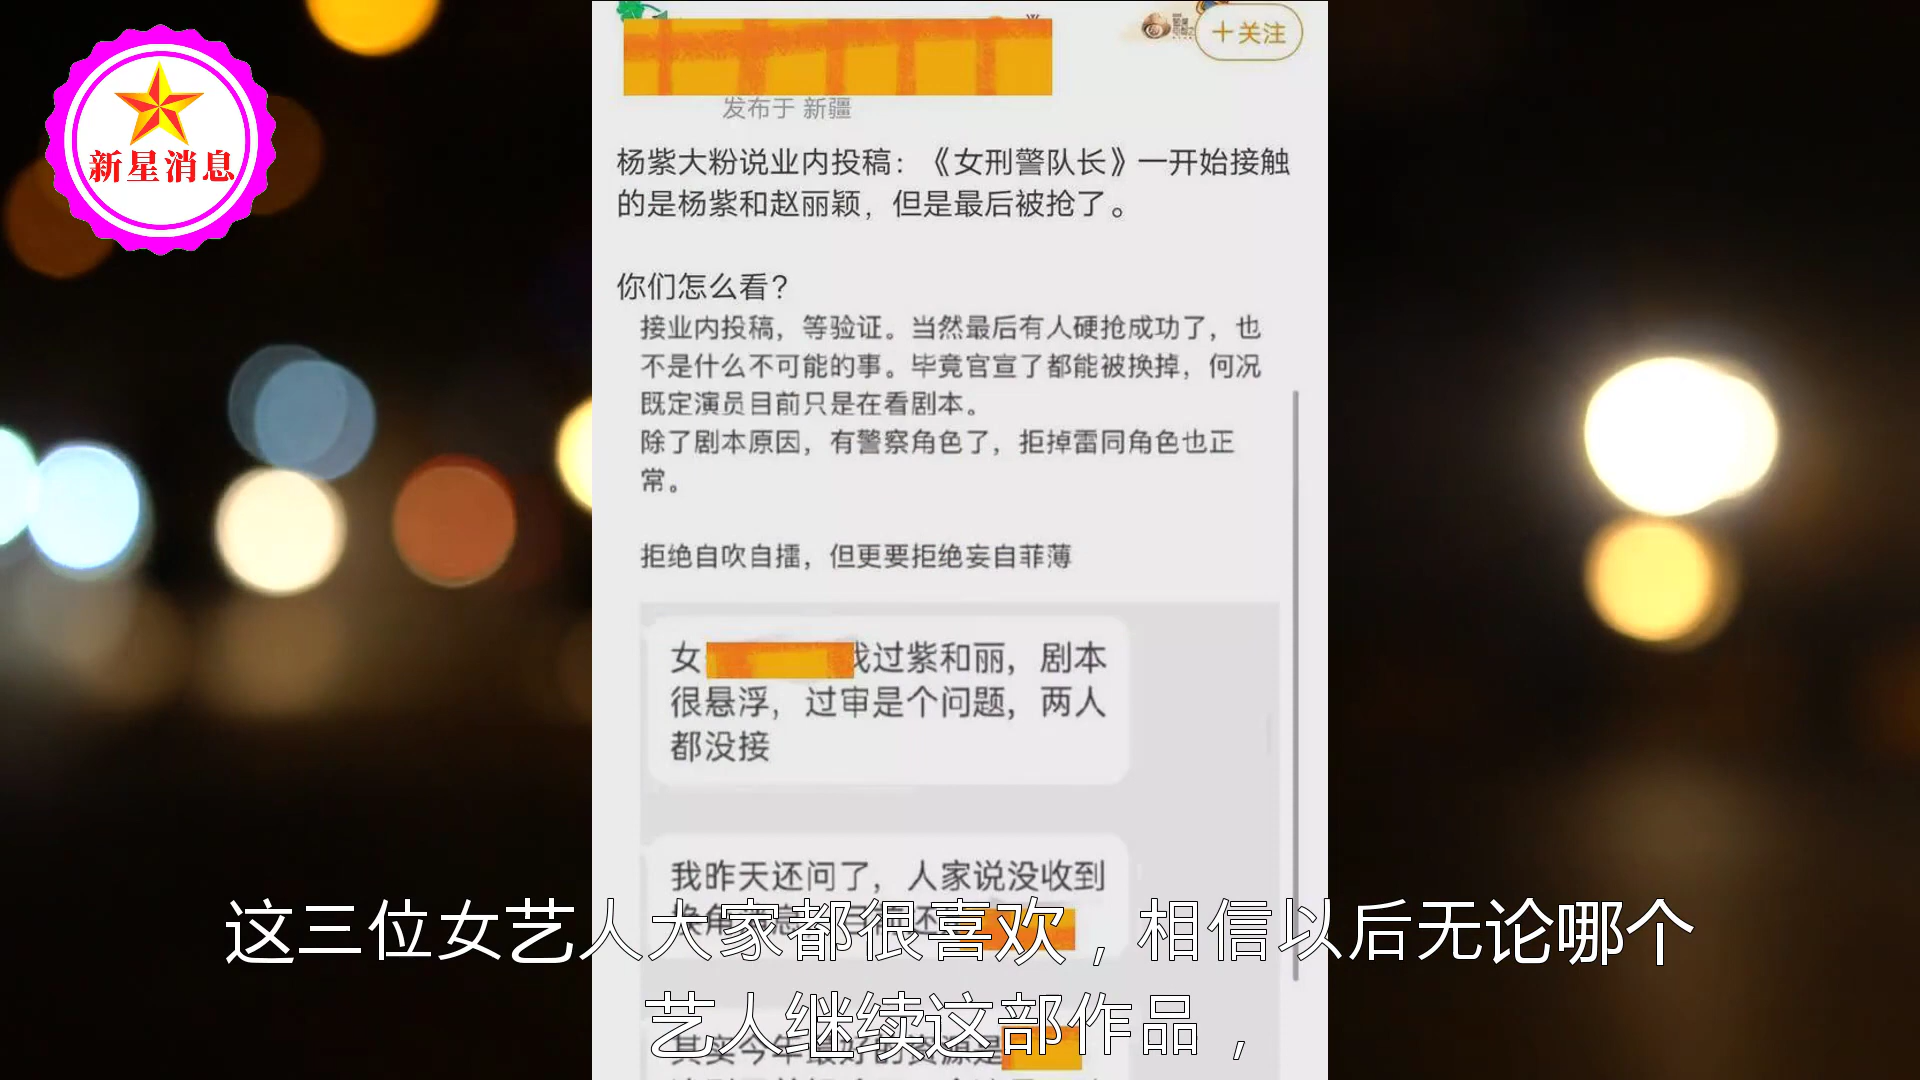 新星消息
＋关注
发布于 新疆
杨紫大粉说业内投稿：《女刑警队长》一开始接触
的是杨紫和赵丽颖，但是最后被抢了。
你们怎么看？
接业内投稿，等验证。当然最后有人硬抢成功了，也
不是什么不可能的事。毕竟官宣了都能被换掉，何况
既定演员目前只是在看剧本。
除了剧本原因，有警察角色了，拒掉雷同角色也正
常。
拒绝自吹自擂，但更要拒绝妄自菲薄
女 找过紫和丽，剧本
很悬浮，过审是个问题，两人
都没接
我昨天还问了，人家说没收到
这三位女艺人大家都很喜欢，相信以后无论哪个
艺人继续这部作品，
其实今年最好的资源是